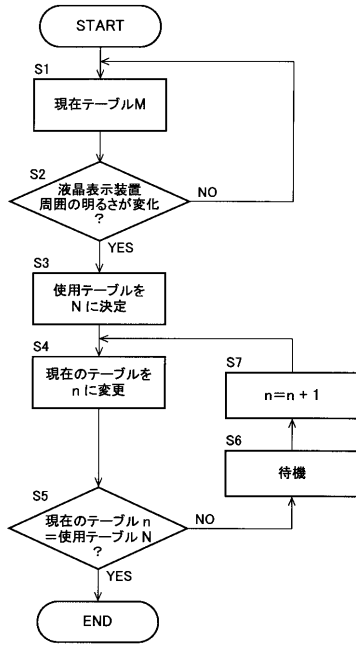 START
S1
現在テーブルM
S2
液晶表示装置
周囲の明るさが変化
?
NO
YES
S3
使用テーブルを
Nに決定
S4
現在のテーブルを
nに変更
S7
n=n+1
S6
待機
S5
現在のテーブルn
=使用テーブルN
?
NO
YES
END